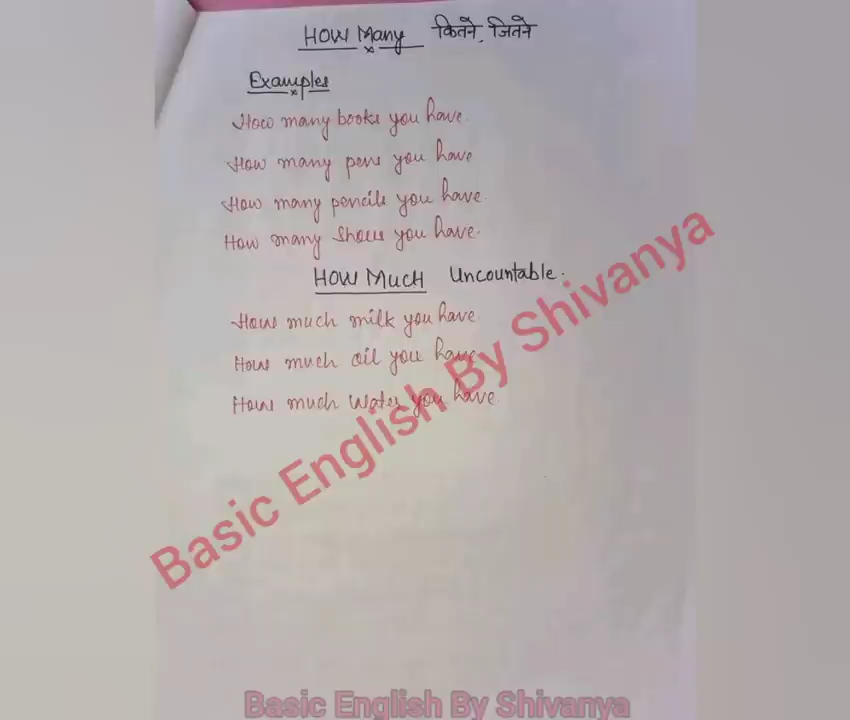 How Many कितने, जितने
Examples
How many books you have.
How many pens you have
How many pencils you have.
How many shoes you have.
How Much Uncountable.
How much milk you have.
How much oil you have
How much water you have.
Basic English By Shivanya
Basic English By Shivanya